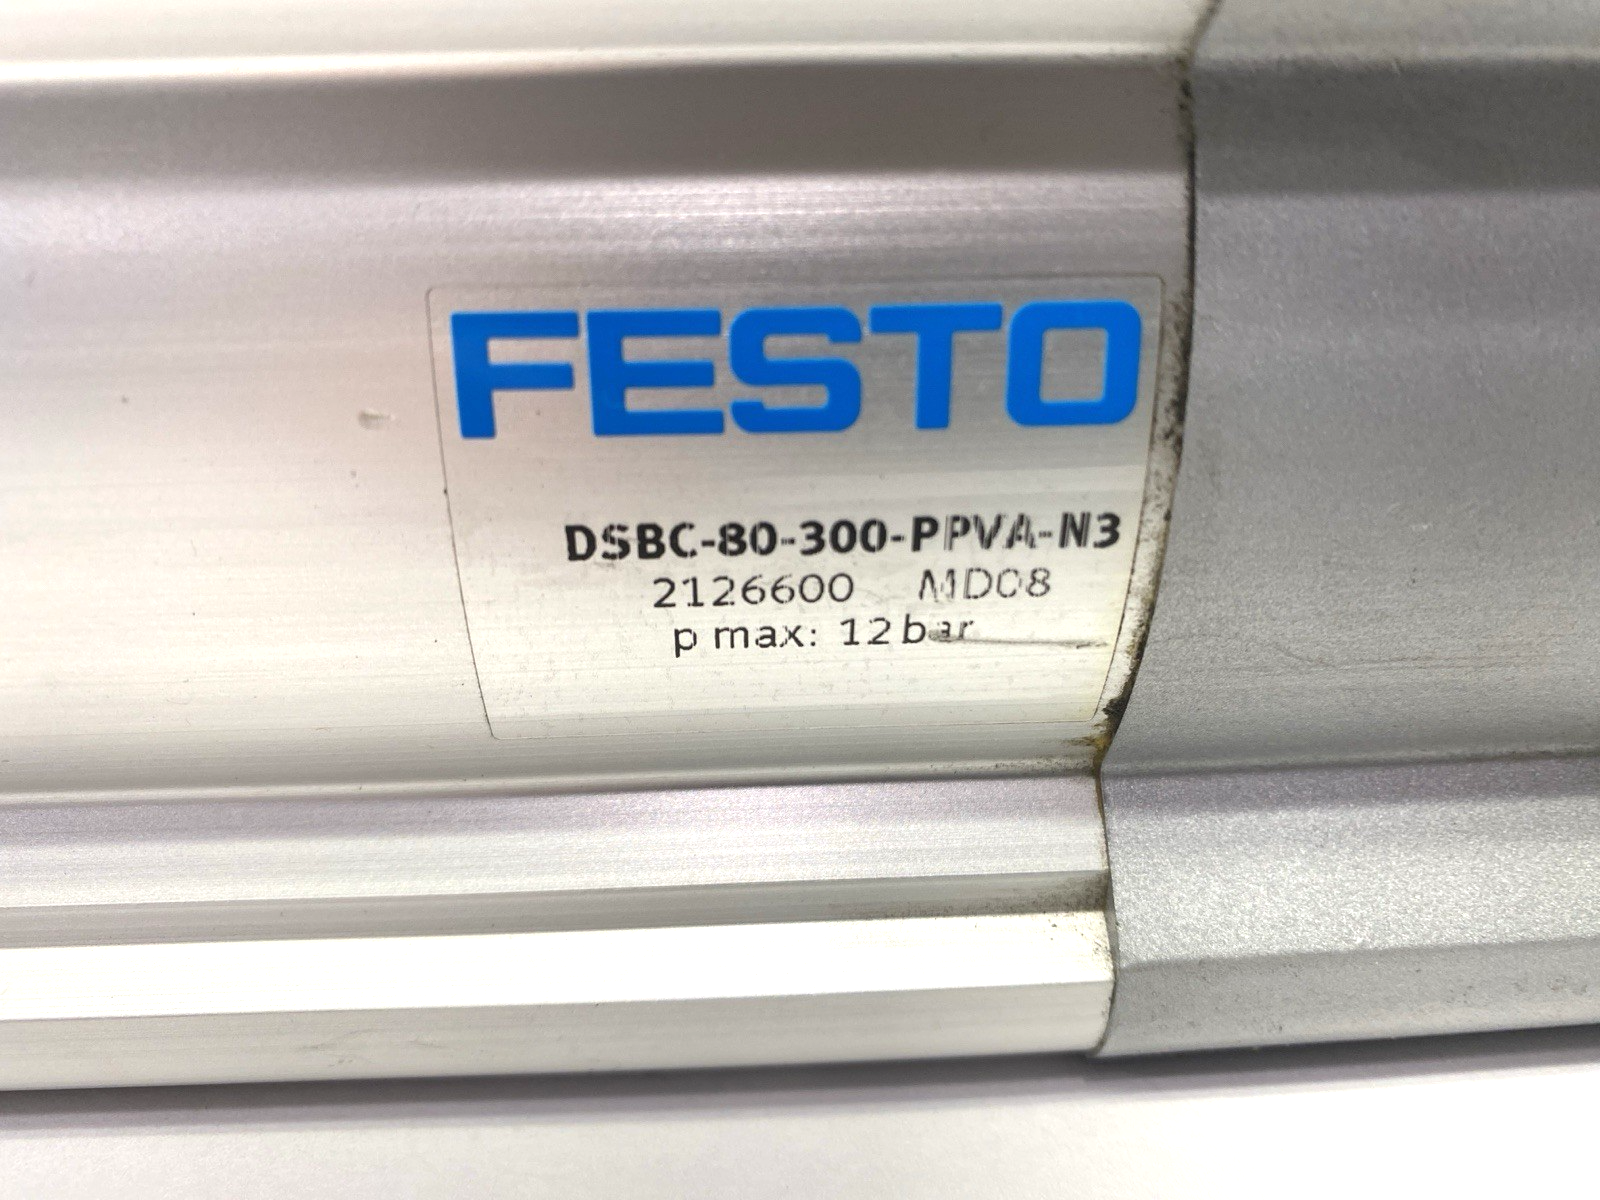 FESTO
DSBC-80-300-PPVA-N3
2126600 MD08
p max: 12 bar